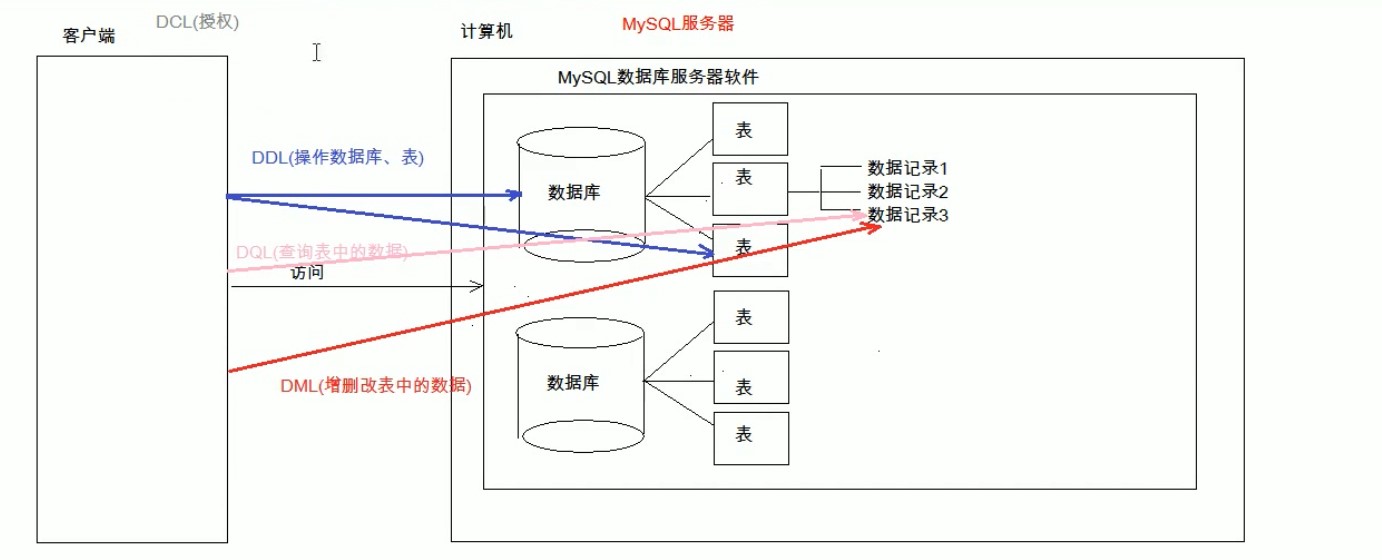 DCL(授权)
客户端
计算机
MySQL服务器
MySQL数据库服务器软件
DDL(操作数据库、表)
数据库
表
表
表
数据记录1
数据记录2
数据记录3
DQL(查询表中的数据)
访问
DML(增删改表中的数据)
数据库
表
表
表